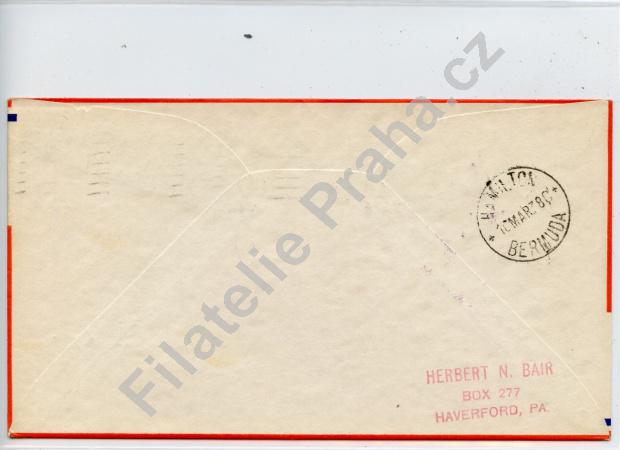 HAMILTON
BERMUDA
HERBERT N. BAIR
BOX 277
HAVERFORD, PA.
Filatelie Praha.cz